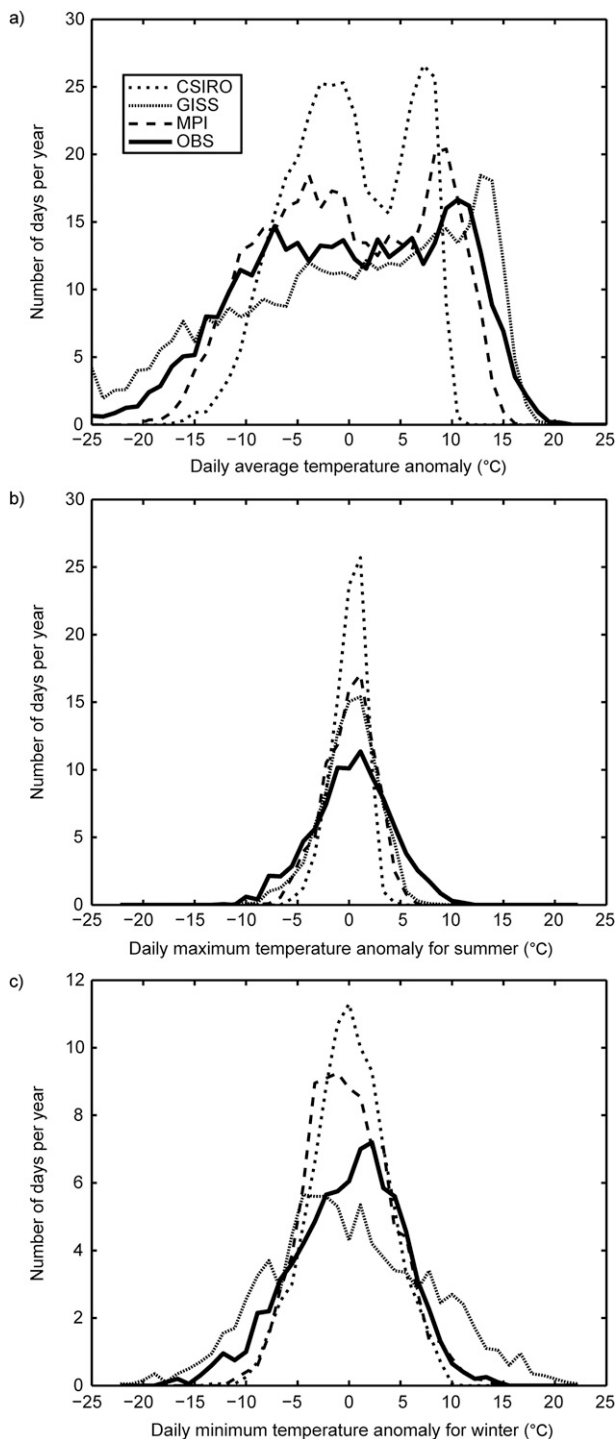 a)
30
25
20
15
10
5
0
Number of days per year
CSIRO
GISS
MPI
OBS
−25 −20 −15 −10 −5 0 5 10 15 20 25
Daily average temperature anomaly (°C)
b)
30
25
20
15
10
5
0
Number of days per year
−25 −20 −15 −10 −5 0 5 10 15 20 25
Daily maximum temperature anomaly for summer (°C)
c)
12
10
8
6
4
2
0
Number of days per year
−25 −20 −15 −10 −5 0 5 10 15 20 25
Daily minimum temperature anomaly for winter (°C)